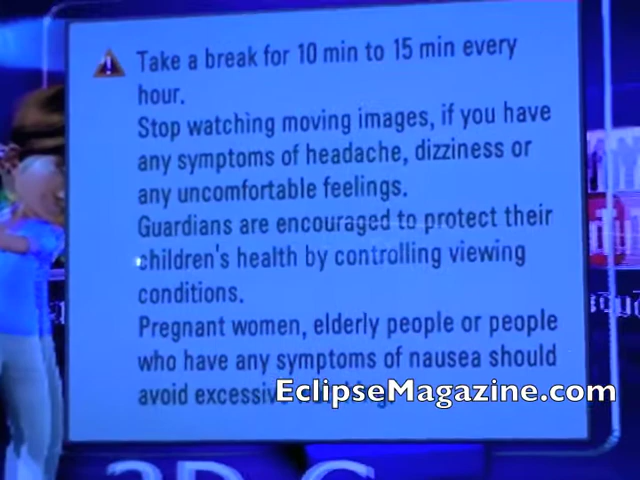 Take a break for 10 min to 15 min every
hour.
Stop watching moving images, if you have
any symptoms of headache, dizziness or
any uncomfortable feelings.
Guardians are encouraged to protect their
children's health by controlling viewing
conditions.
Pregnant women, elderly people or people
who have any symptoms of nausea should
avoid excessive
EclipseMagazine.com
3D G